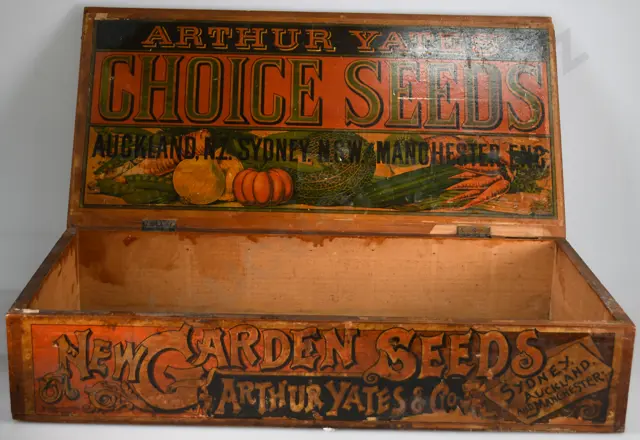 ARTHUR YATES
CHOICE SEEDS
AUCKLAND, N.Z. SYDNEY, N.S.W. MANCHESTER, ENG.
NEW GARDEN SEEDS
ARTHUR YATES & Co.
SYDNEY,
AUCKLAND
MANCHESTER